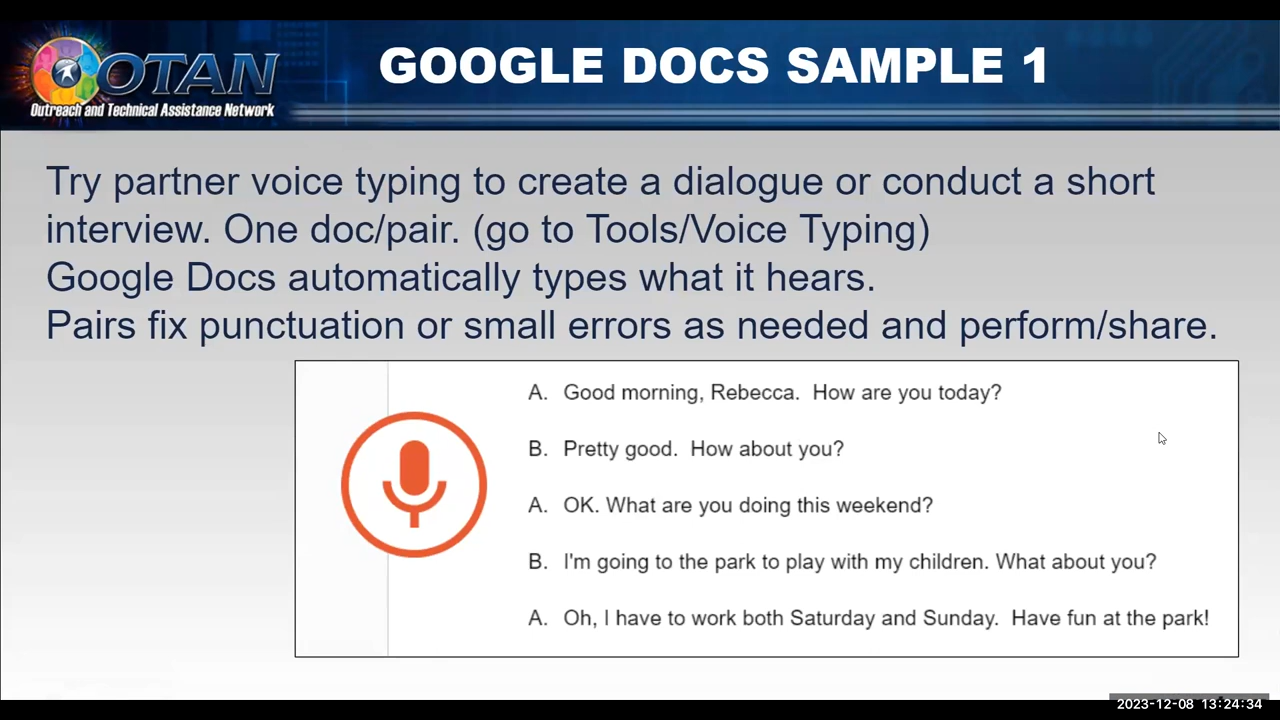 OTAN
Outreach and Technical Assistance Network
GOOGLE DOCS SAMPLE 1
Try partner voice typing to create a dialogue or conduct a short
interview. One doc/pair. (go to Tools/Voice Typing)
Google Docs automatically types what it hears.
Pairs fix punctuation or small errors as needed and perform/share.
A. Good morning, Rebecca.  How are you today?
B. Pretty good.  How about you?
A. OK. What are you doing this weekend?
B. I'm going to the park to play with my children. What about you?
A. Oh, I have to work both Saturday and Sunday.  Have fun at the park!
2023-12-08 13:24:34